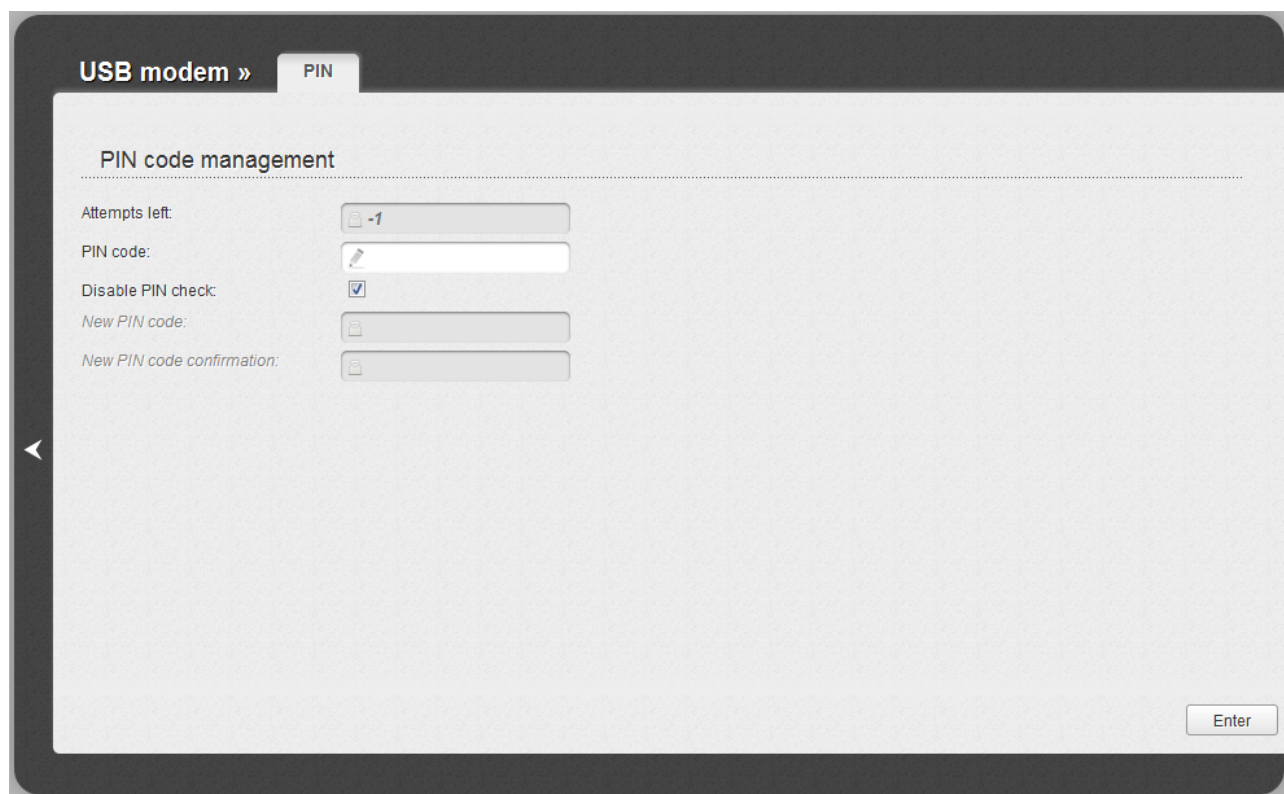 USB modem » PIN
PIN code management
Attempts left: -1
PIN code:
Disable PIN check:
New PIN code:
New PIN code confirmation:
Enter